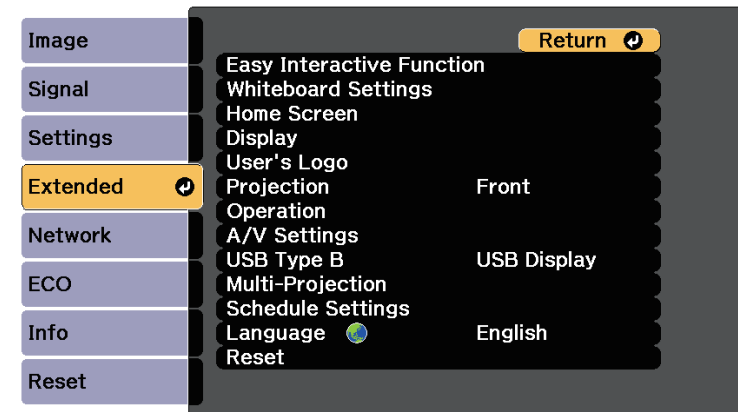 Image
Signal
Settings
Extended
Network
ECO
Info
Reset
Return
Easy Interactive Function
Whiteboard Settings
Home Screen
Display
User's Logo
Projection Front
Operation
A/V Settings
USB Type B USB Display
Multi-Projection
Schedule Settings
Language English
Reset